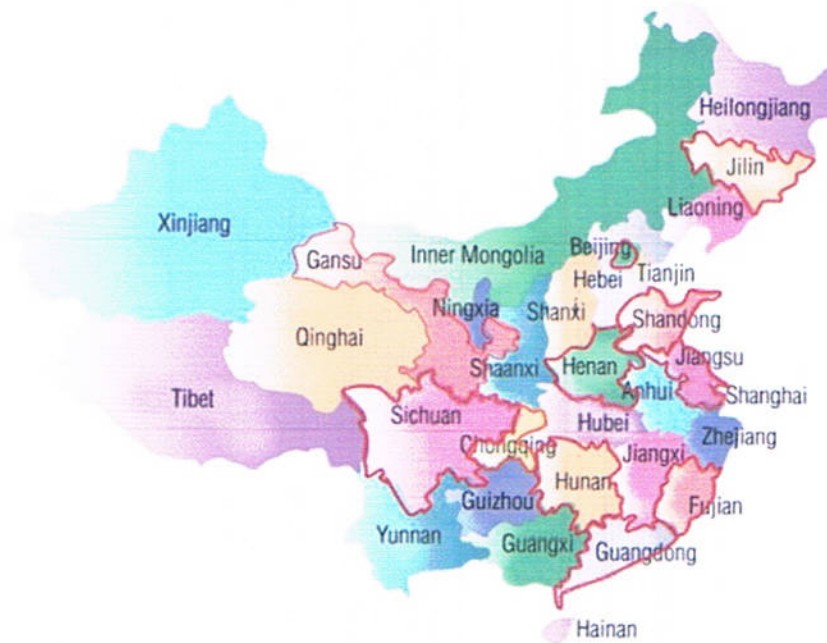 Heilongjiang
Jilin
Xinjiang
Liaoning
Gansu
Inner Mongolia
Beijing
Hebei
Tianjin
Ningxia
Shanxi
Shandong
Qinghai
Shaanxi
Henan
Jiangsu
Anhui
Shanghai
Tibet
Sichuan
Hubei
Zhejiang
Chongqing
Jiangxi
Hunan
Guizhou
Fujian
Yunnan
Guangxi
Guangdong
Hainan